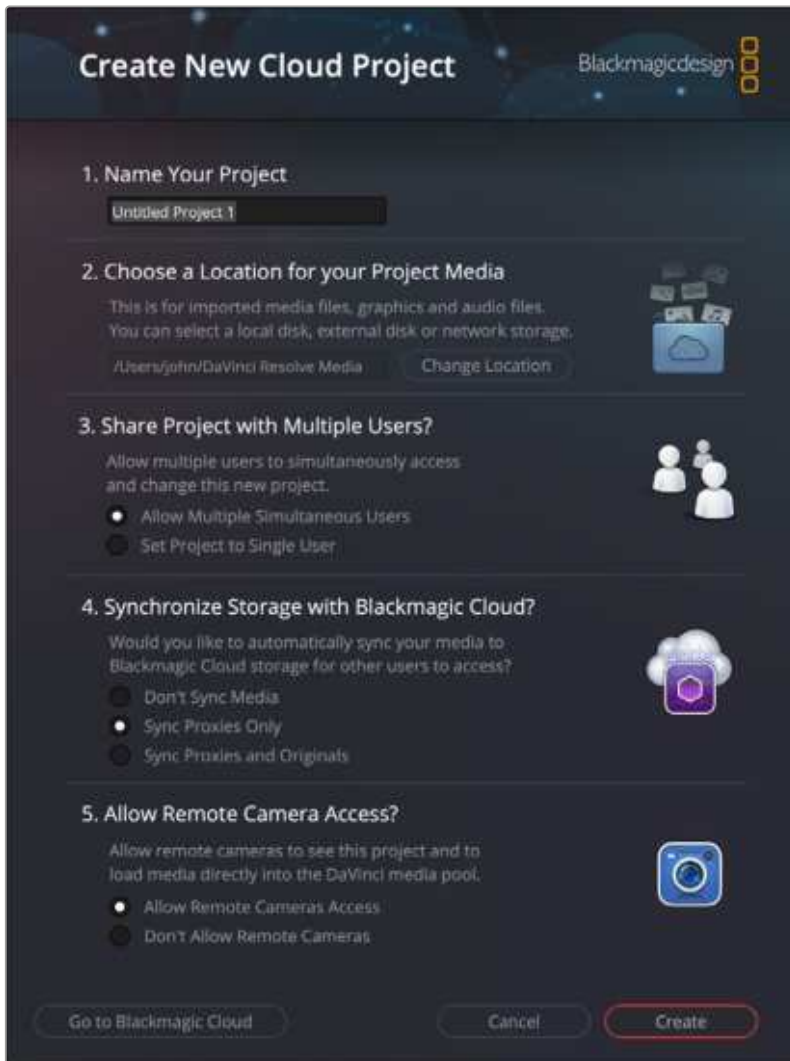 Create New Cloud Project
Blackmagicdesign
1. Name Your Project
Untitled Project 1
2. Choose a Location for your Project Media
This is for imported media files, graphics and audio files.
You can select a local disk, external disk or network storage.
/Users/john/DaVinci Resolve Media
Change Location
3. Share Project with Multiple Users?
Allow multiple users to simultaneously access
and change this new project.
Allow Multiple Simultaneous Users
Set Project to Single User
4. Synchronize Storage with Blackmagic Cloud?
Would you like to automatically sync your media to
Blackmagic Cloud storage for other users to access?
Don't Sync Media
Sync Proxies Only
Sync Proxies and Originals
5. Allow Remote Camera Access?
Allow remote cameras to see this project and to
load media directly into the DaVinci media pool.
Allow Remote Cameras Access
Don't Allow Remote Cameras
Go to Blackmagic Cloud
Cancel
Create